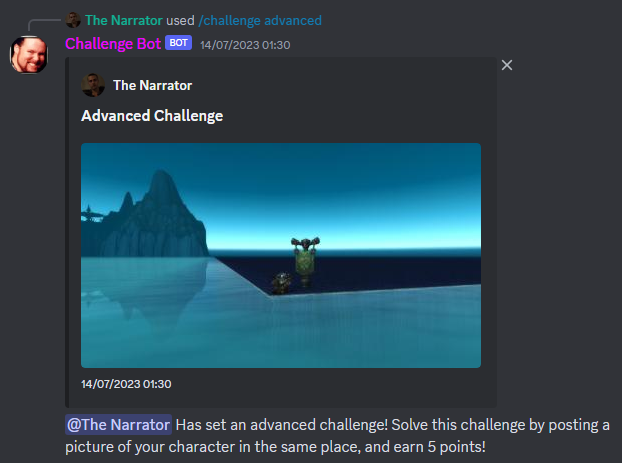 The Narrator used /challenge advanced
Challenge Bot BOT 14/07/2023 01:30
The Narrator
Advanced Challenge
14/07/2023 01:30
@The Narrator Has set an advanced challenge! Solve this challenge by posting a
picture of your character in the same place, and earn 5 points!